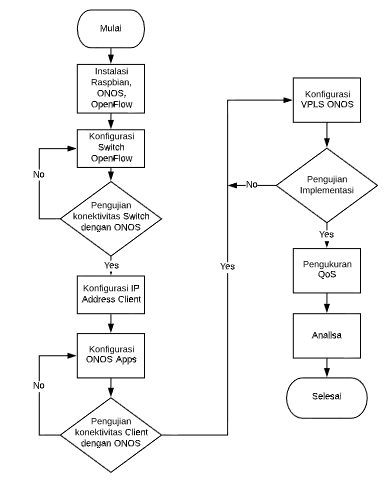 Mulai
Instalasi
Raspbian,
ONOS,
OpenFlow
Konfigurasi
Switch
OpenFlow
No
Pengujian
konektivitas Switch
dengan ONOS
Yes
Konfigurasi IP
Address Client
Konfigurasi
ONOS Apps
No
Pengujian
konektivitas Client
dengan ONOS
Yes
Konfigurasi
VPLS ONOS
Pengujian
Implementasi
No
Yes
Pengukuran
QoS
Analisa
Selesai